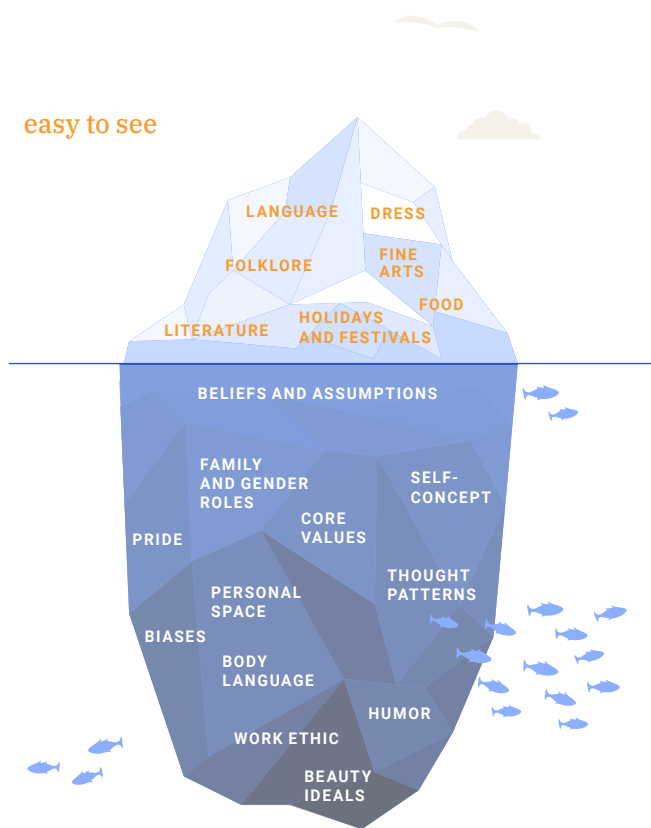 easy to see
LANGUAGE
DRESS
FOLKLORE
FINE
ARTS
FOOD
LITERATURE
HOLIDAYS
AND FESTIVALS
BELIEFS AND ASSUMPTIONS
FAMILY
AND GENDER
ROLES
SELF-
CONCEPT
CORE
VALUES
PRIDE
THOUGHT
PATTERNS
PERSONAL
SPACE
BIASES
BODY
LANGUAGE
HUMOR
WORK ETHIC
BEAUTY
IDEALS